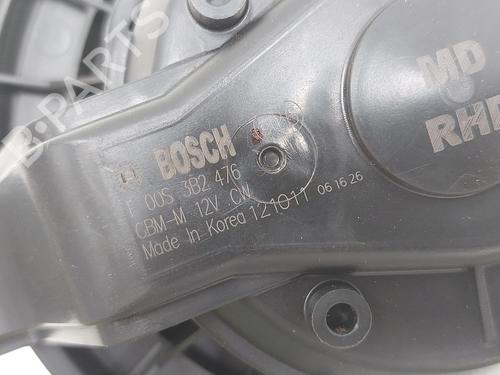 BOSCH
F 00S 3B2 476
CBM-M 12V CW
Made In Korea 121011 06 16 26
MD
RHD
B-PARTS